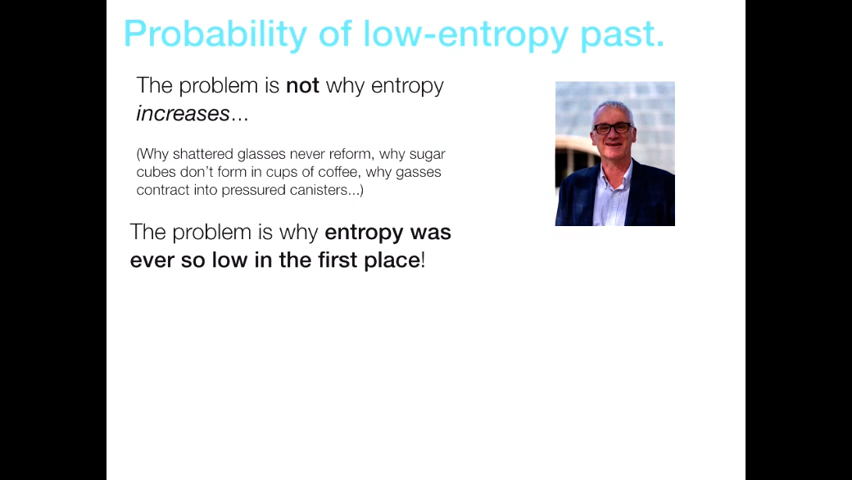 Probability of low-entropy past.
The problem is not why entropy
increases...
(Why shattered glasses never reform, why sugar
cubes don't form in cups of coffee, why gasses
contract into pressured canisters...)
The problem is why entropy was
ever so low in the first place!